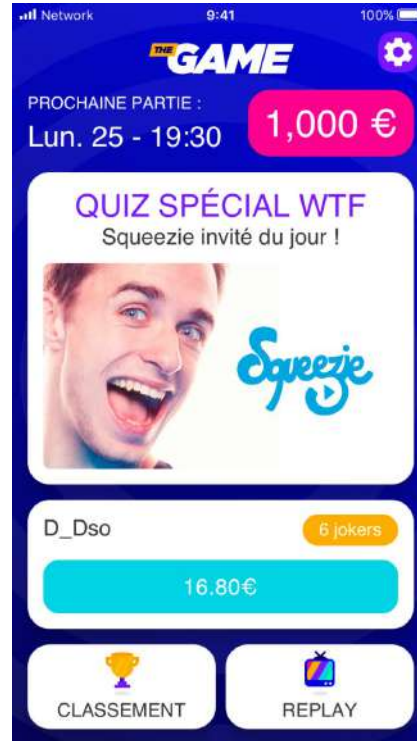 Network 9:41 100%
THE GAME
PROCHAINE PARTIE :
Lun. 25 - 19:30
1,000 €
QUIZ SPÉCIAL WTF
Squeezie invité du jour !
Squeezie
D_Dso
6 jokers
16.80€
CLASSEMENT
REPLAY